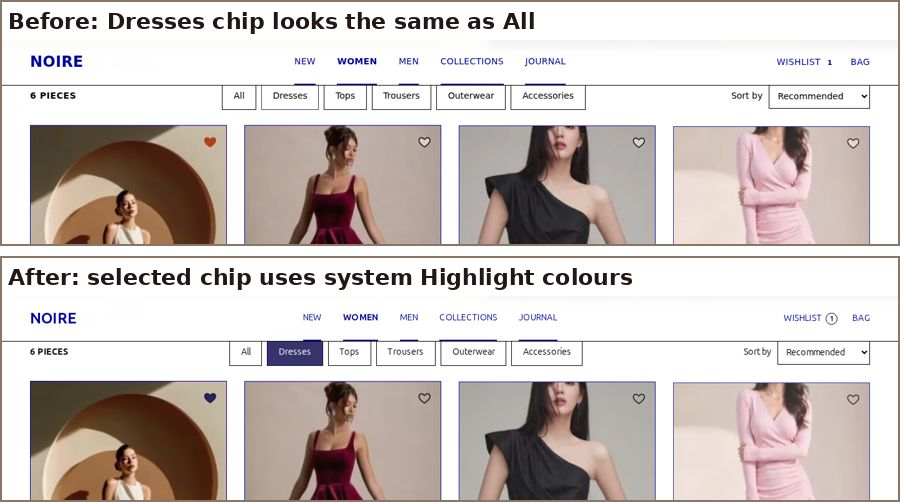 Before: Dresses chip looks the same as All
NOIRE NEW WOMEN MEN COLLECTIONS JOURNAL WISHLIST 1 BAG
6 PIECES All Dresses Tops Trousers Outerwear Accessories Sort by Recommended
After: selected chip uses system Highlight colours
NOIRE NEW WOMEN MEN COLLECTIONS JOURNAL WISHLIST 1 BAG
6 PIECES All Dresses Tops Trousers Outerwear Accessories Sort by Recommended